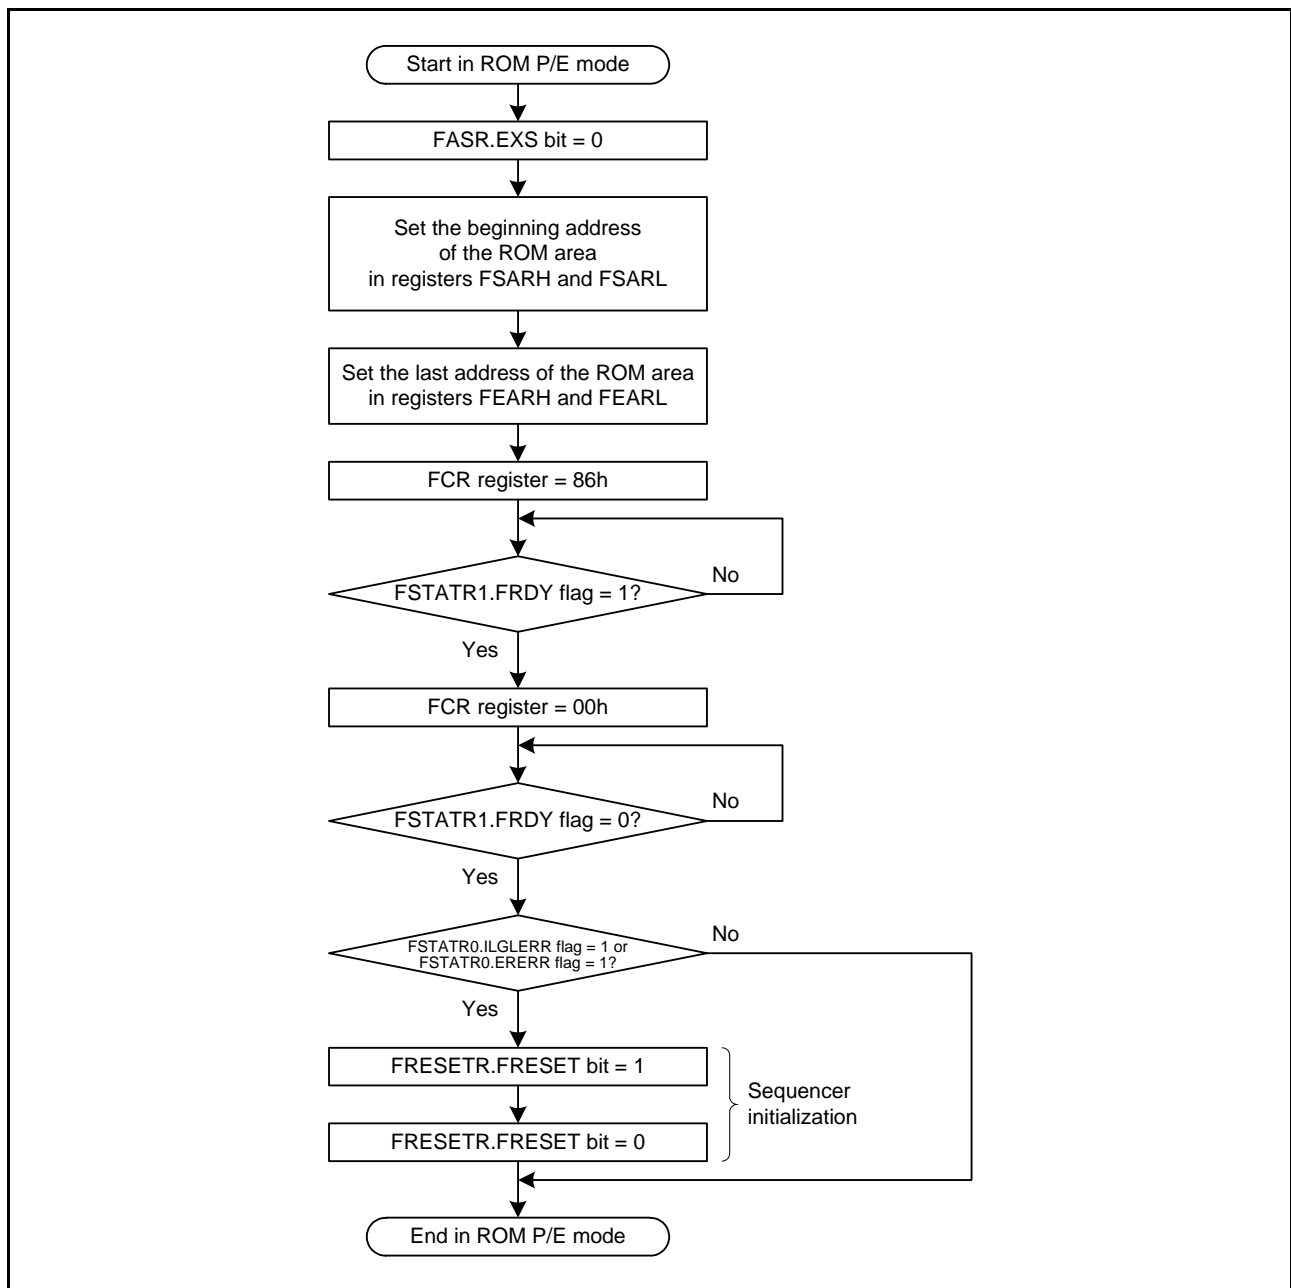 Start in ROM P/E mode
FASR.EXS bit = 0
Set the beginning address
of the ROM area
in registers FSARH and FSARL
Set the last address of the ROM area
in registers FEARH and FEARL
FCR register = 86h
FSTATR1.FRDY flag = 1?
No
Yes
FCR register = 00h
FSTATR1.FRDY flag = 0?
No
Yes
FSTATR0.ILGLERR flag = 1 or
FSTATR0.ERERR flag = 1?
No
Yes
FRESETR.FRESET bit = 1
FRESETR.FRESET bit = 0
Sequencer
initialization
End in ROM P/E mode